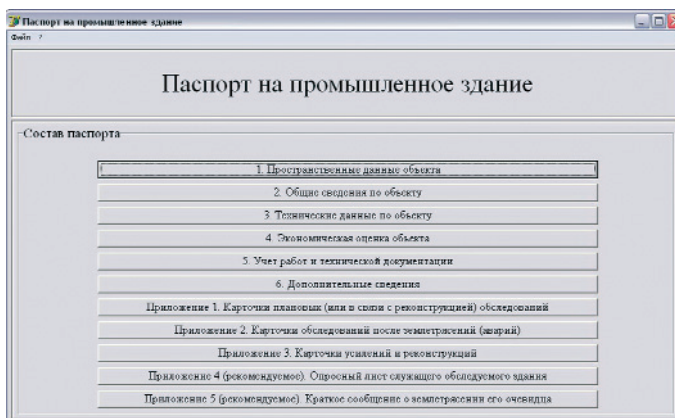 Паспорт на промышленное здание
Файл ?
Паспорт на промышленное здание
Состав паспорта
1. Пространственные данные объекта
2. Общие сведения по объекту
3. Технические данные по объекту
4. Экономическая оценка объекта
5. Учет работ и технической документации
6. Дополнительные сведения
Приложение 1. Карточки плановых (или в связи с реконструкцией) обследований
Приложение 2. Карточки обследований после землетрясений (аварий)
Приложение 3. Карточки усилений и реконструкций
Приложение 4 (рекомендуемое). Опросный лист служащего обследуемого здания
Приложение 5 (рекомендуемое). Краткое сообщение о землетрясении его очевидца